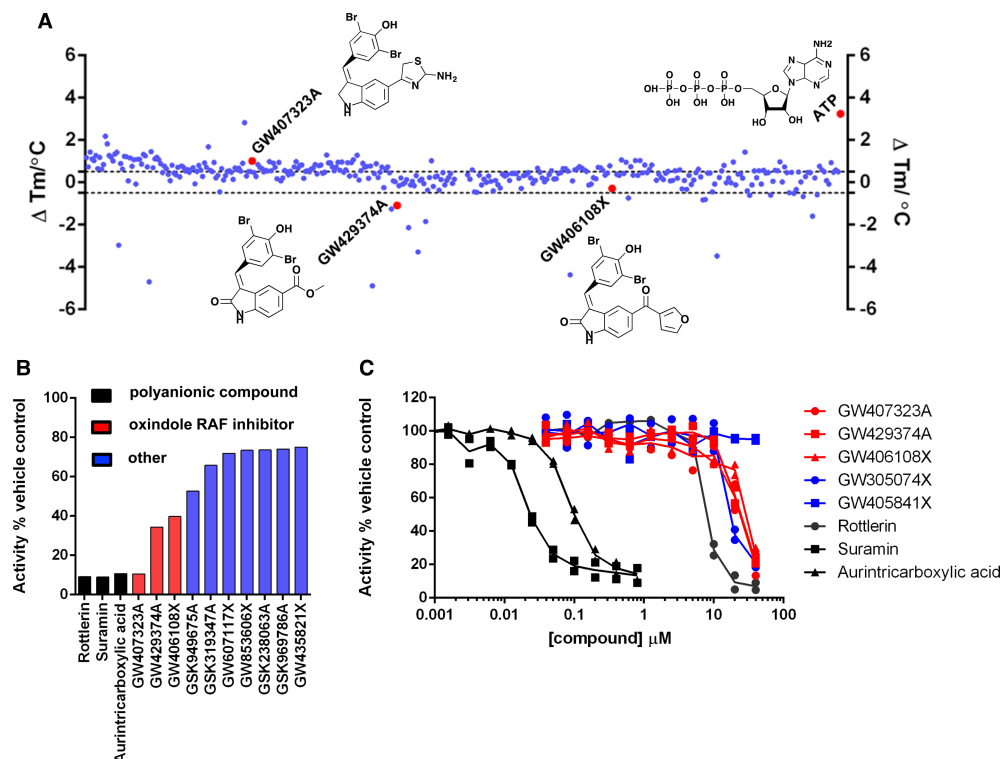 A
OH
Br
Br
S
N
NH2
NH
GW407323A
NH2
N
N
N
N
O
O
O
OH P O P O P O
OH OH OH
O
HO OH
ATP
6
4
2
0
-2
-4
-6
Δ Tm/°C
6
4
2
0
-2
-4
-6
Δ Tm/ °C
GW429374A
Br
OH
Br
O
O
O
N
H
GW406108X
Br
OH
Br
O
O
O
N
H
B
Activity % vehicle control
100
80
60
40
20
0
polyanionic compound
oxindole RAF inhibitor
other
Rottlerin
Suramin
Aurintricarboxylic acid
GW407323A
GW429374A
GW406108X
GSK949675A
GSK319347A
GW607117X
GW853606X
GSK238063A
GSK969786A
GW435821X
C
Activity % vehicle control
120
100
80
60
40
20
0
0.001 0.01 0.1 1 10 100
[compound] μM
GW407323A
GW429374A
GW406108X
GW305074X
GW405841X
Rottlerin
Suramin
Aurintricarboxylic acid